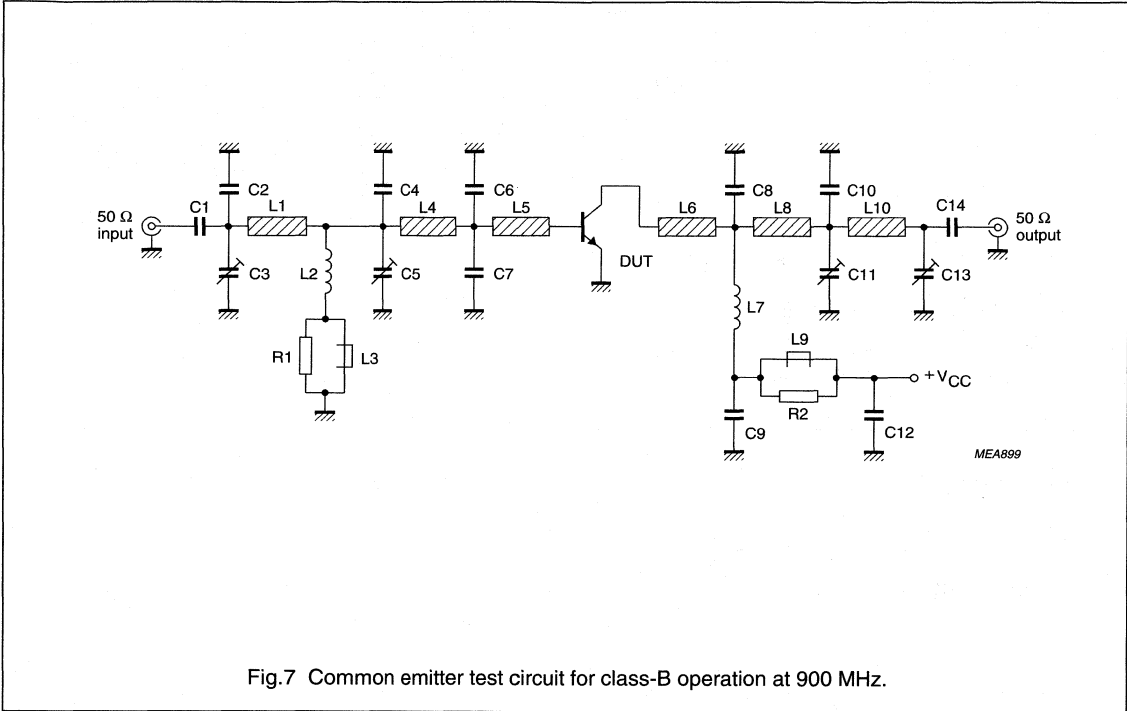 C2
C4
C6
C8
C10
50 Ω
input
C1
L1
L4
L5
L6
L8
L10
C14
50 Ω
output
C3
L2
C5
C7
DUT
C11
C13
L7
R1
L3
L9
+VCC
R2
C9
C12
MEA899
Fig.7 Common emitter test circuit for class-B operation at 900 MHz.